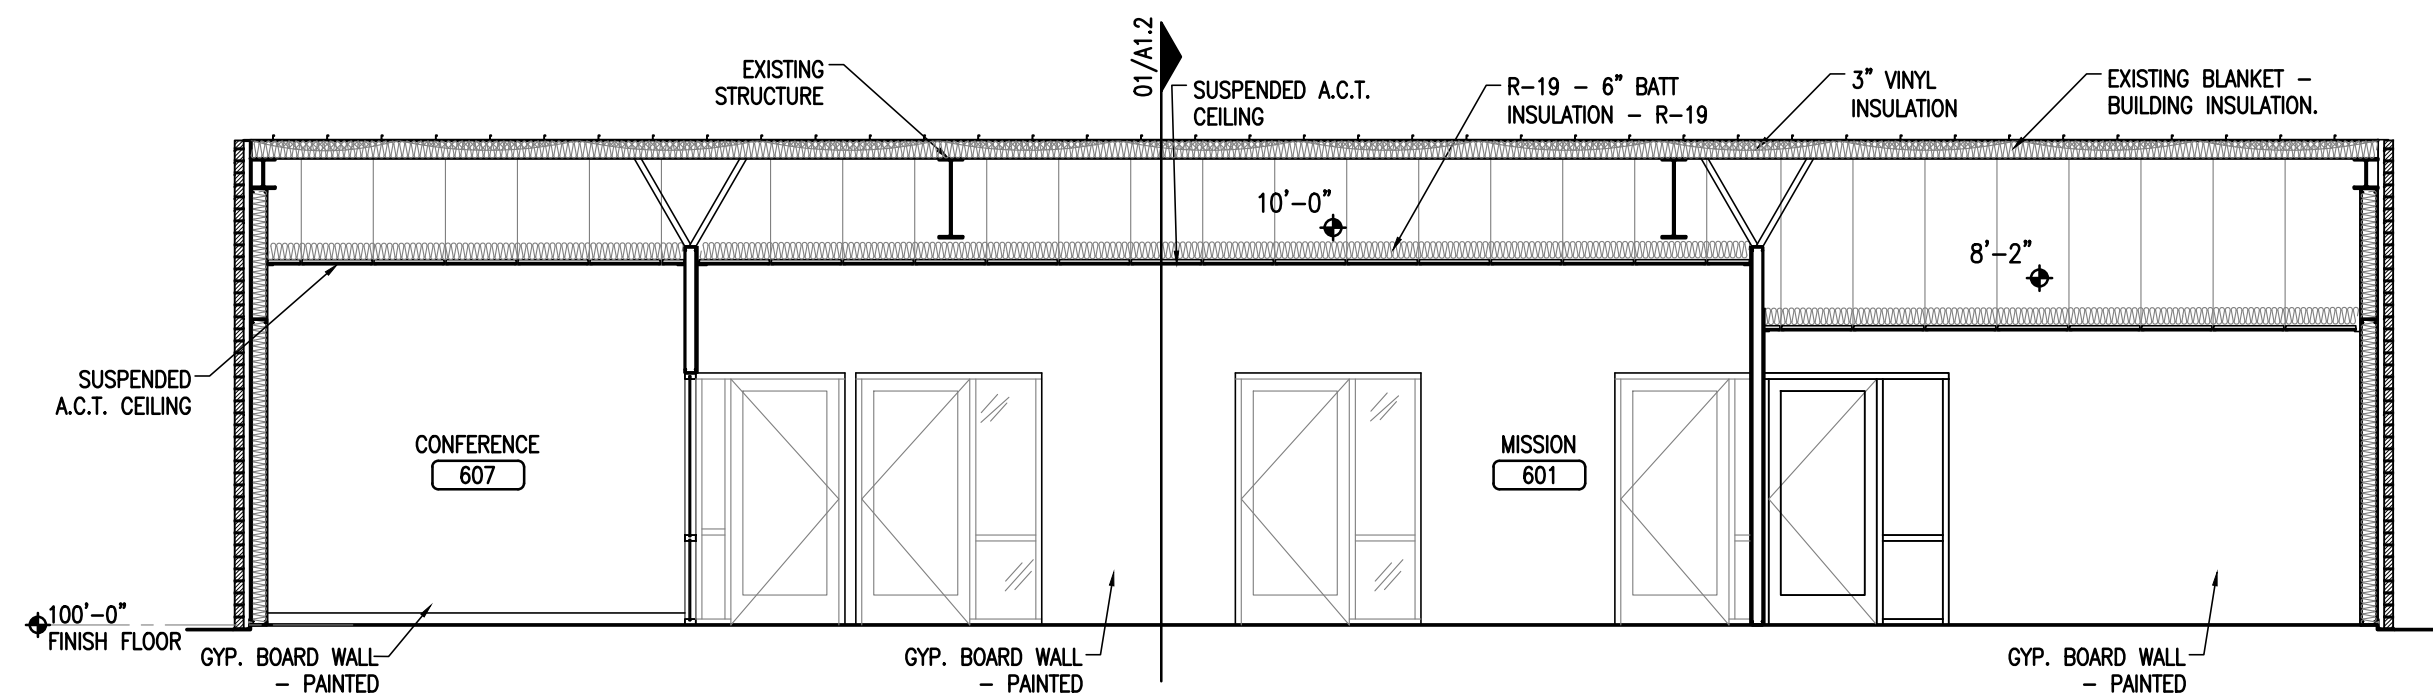 01/A1.2
EXISTING
STRUCTURE
SUSPENDED A.C.T.
CEILING
R-19 - 6" BATT
INSULATION - R-19
3" VINYL
INSULATION
EXISTING BLANKET -
BUILDING INSULATION.
10'-0"
8'-2"
SUSPENDED
A.C.T. CEILING
CONFERENCE
607
MISSION
601
100'-0"
FINISH FLOOR
GYP. BOARD WALL
- PAINTED
GYP. BOARD WALL
- PAINTED
GYP. BOARD WALL
- PAINTED